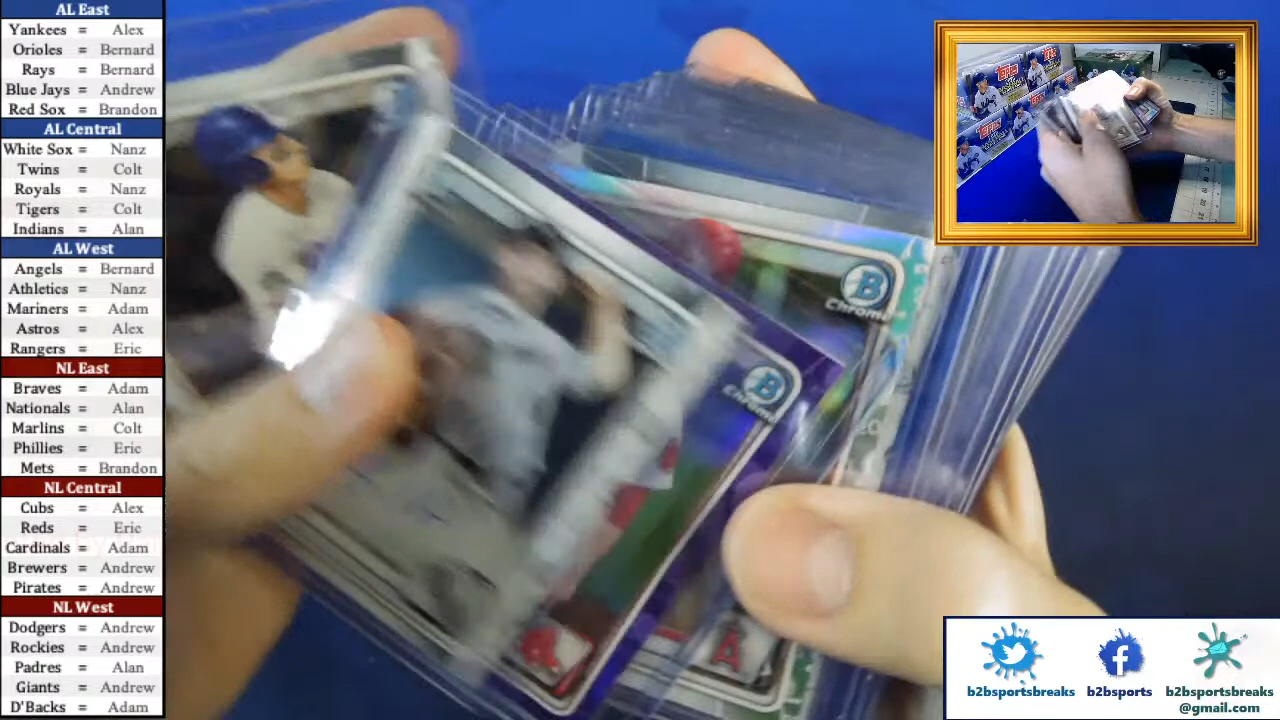 AL East
Yankees = Alex
Orioles = Bernard
Rays = Bernard
Blue Jays = Andrew
Red Sox = Brandon
AL Central
White Sox = Nanz
Twins = Colt
Royals = Nanz
Tigers = Colt
Indians = Alan
AL West
Angels = Bernard
Athletics = Nanz
Mariners = Adam
Astros = Alex
Rangers = Eric
NL East
Braves = Adam
Nationals = Alan
Marlins = Colt
Phillies = Eric
Mets = Brandon
NL Central
Cubs = Alex
Reds = Eric
Cardinals = Adam
Brewers = Andrew
Pirates = Andrew
NL West
Dodgers = Andrew
Rockies = Andrew
Padres = Alan
Giants = Andrew
D'Backs = Adam
B
Chrome
B
Chrome
A
Topps
Topps
b2bsportsbreaks
b2bsports
b2bsportsbreaks
@gmail.com